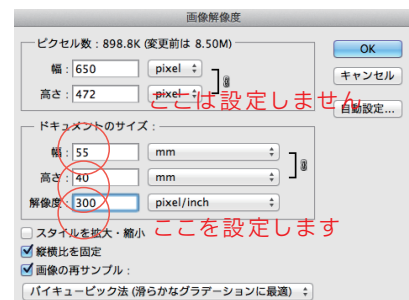 画像解像度
ピクセル数 : 898.8K (変更前は 8.50M)
幅 : 650 pixel
高さ : 472 pixel
OK
キャンセル
自動設定...
ここは設定しません
ドキュメントのサイズ :
幅 : 55 mm
高さ : 40 mm
解像度 : 300 pixel/inch
ここを設定します
スタイルを拡大・縮小
縦横比を固定
画像の再サンプル :
バイキュービック法 (滑らかなグラデーションに最適)